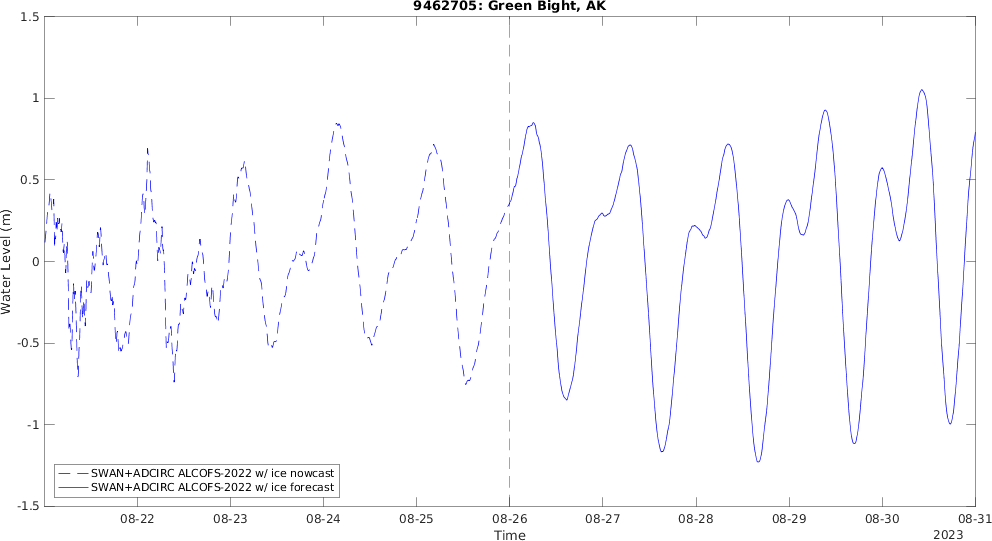 9462705: Green Bight, AK
Water Level (m)
1.5
1
0.5
0
-0.5
-1
-1.5
SWAN+ADCIRC ALCOFS-2022 w/ ice nowcast
SWAN+ADCIRC ALCOFS-2022 w/ ice forecast
08-22 08-23 08-24 08-25 08-26 08-27 08-28 08-29 08-30 08-31
Time
2023